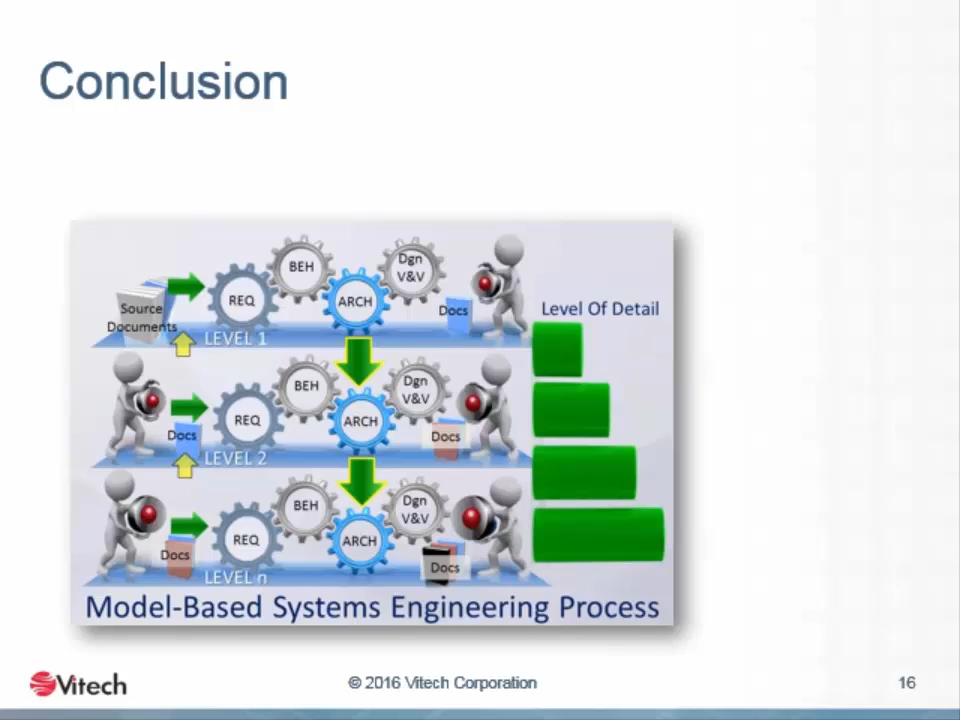 Conclusion
BEH
Dgn
V&V
REQ
ARCH
Source
Documents
Docs
Level Of Detail
LEVEL 1
BEH
Dgn
V&V
REQ
ARCH
Docs
Docs
LEVEL 2
BEH
Dgn
V&V
REQ
ARCH
Docs
Docs
LEVEL n
Model-Based Systems Engineering Process
Vitech
© 2016 Vitech Corporation
16